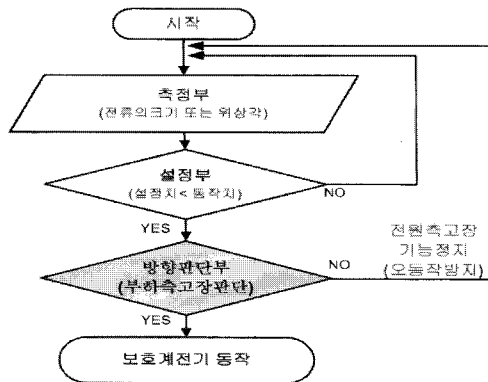 시작
측정부
(전류의크기 또는 위상각)
설정부
(설정치< 동작치)
NO
YES
전원측고장
기능정지
(오동작방지)
방향판단부
(부하측고장판단)
NO
YES
보호계전기 동작